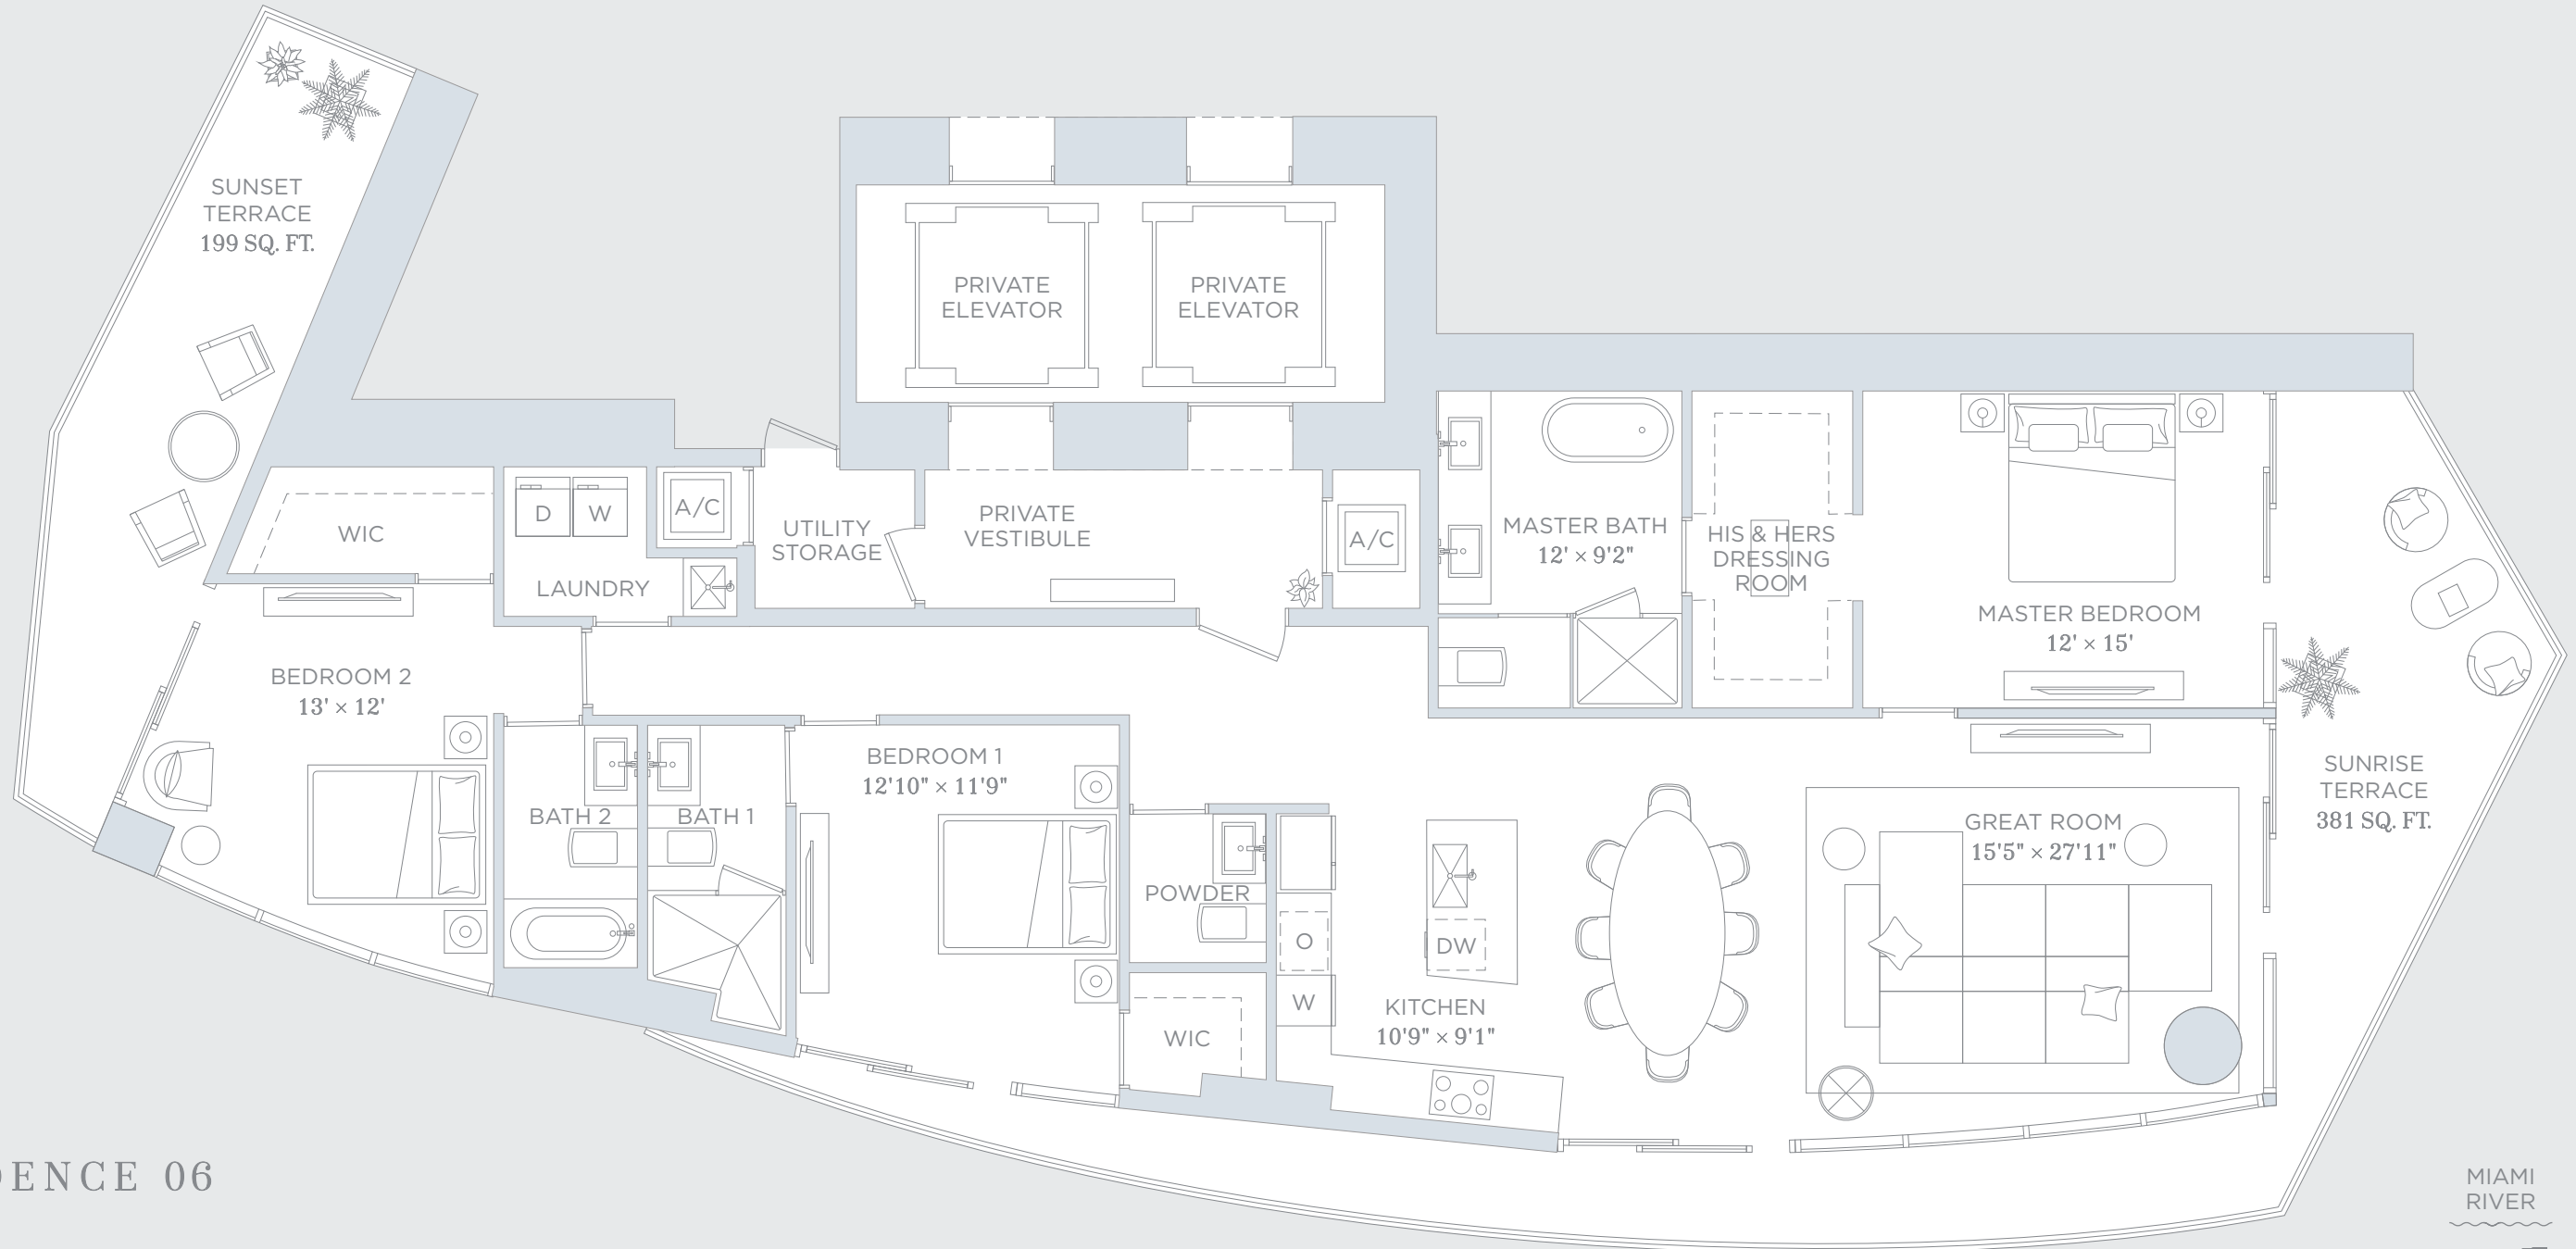 SUNSET
TERRACE
199 SQ. FT.
PRIVATE
ELEVATOR
PRIVATE
ELEVATOR
WIC
D
W
A/C
LAUNDRY
UTILITY
STORAGE
PRIVATE
VESTIBULE
A/C
MASTER BATH
12' × 9'2"
HIS & HERS
DRESSING
ROOM
MASTER BEDROOM
12' × 15'
BEDROOM 2
13' × 12'
BATH 2
BATH 1
BEDROOM 1
12'10" × 11'9"
POWDER
WIC
O
W
DW
KITCHEN
10'9" × 9'1"
GREAT ROOM
15'5" × 27'11"
SUNRISE
TERRACE
381 SQ. FT.
DENCE 06
MIAMI
RIVER